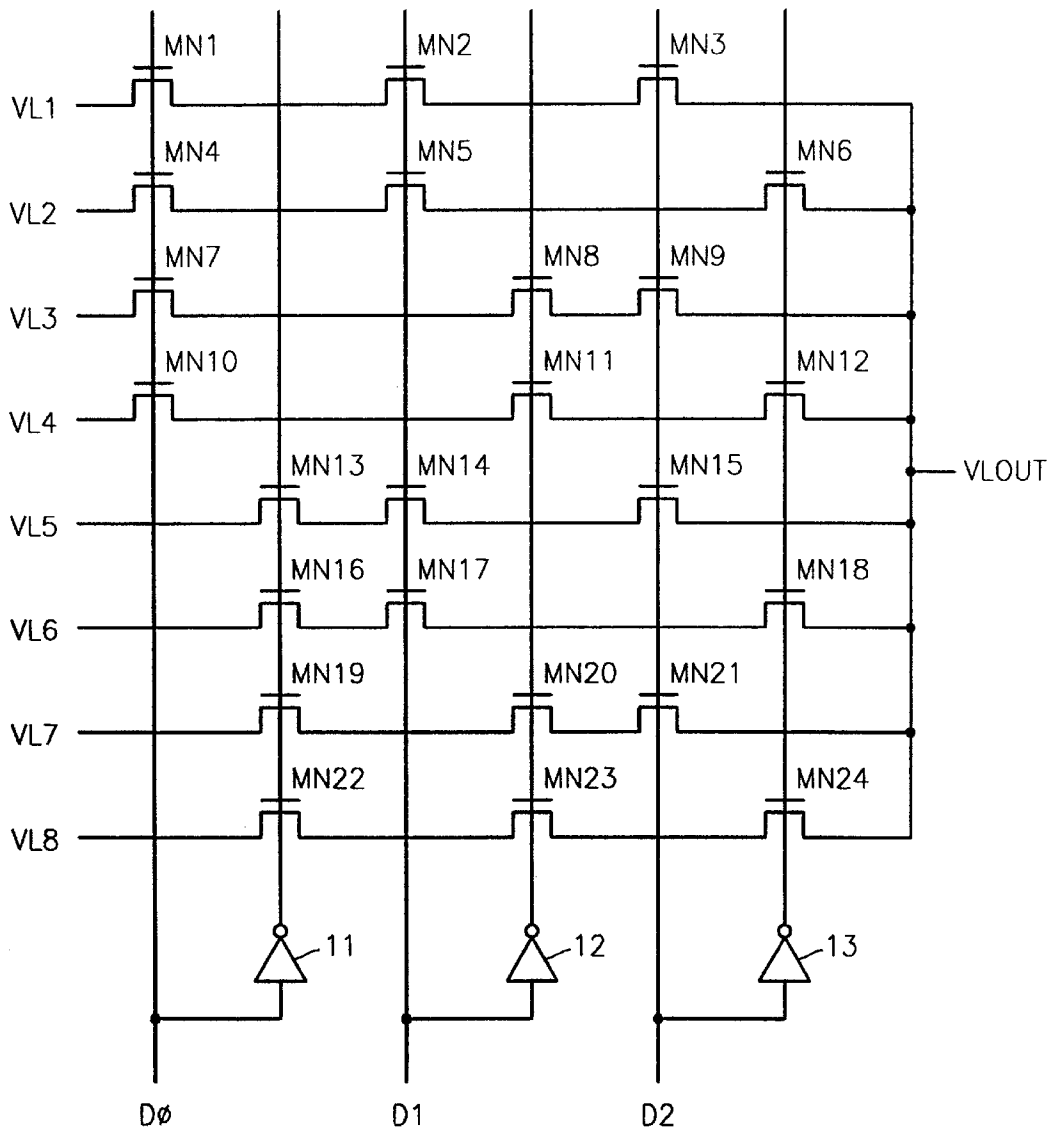 MN1 MN2 MN3
VL1
MN4 MN5 MN6
VL2
MN7 MN8 MN9
VL3
MN10 MN11 MN12
VL4
MN13 MN14 MN15
VLOUT
VL5
MN16 MN17 MN18
VL6
MN19 MN20 MN21
VL7
MN22 MN23 MN24
VL8
11 12 13
DØ D1 D2